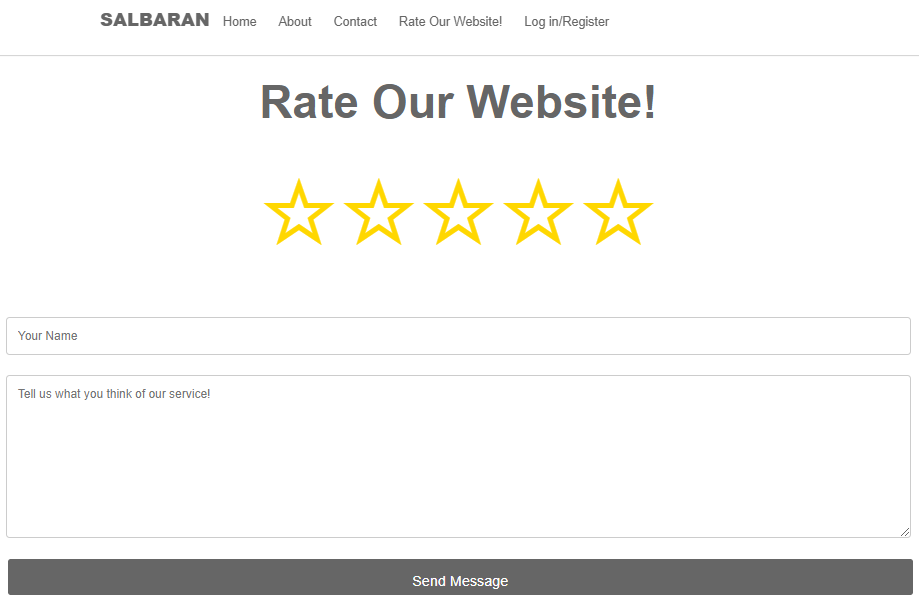 SALBARAN Home About Contact Rate Our Website! Log in/Register
Rate Our Website!
Your Name
Tell us what you think of our service!
Send Message